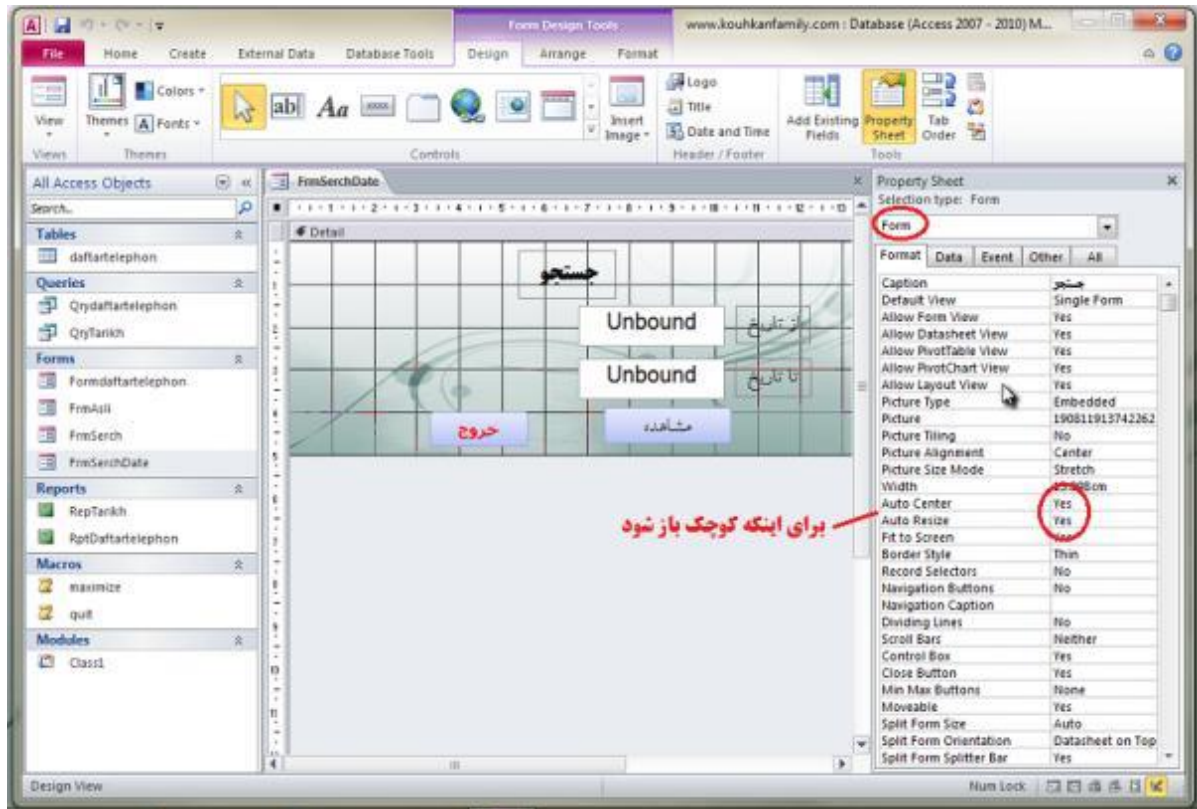 Form Design Tools
www.kouhkanfamily.com : Database (Access 2007 - 2010) M...
File Home Create External Data Database Tools Design Arrange Format
View
Themes
Colors
Fonts
ab
Aa
Insert Image
Logo
Title
Date and Time
Add Existing Fields
Property Sheet
Tab Order
Views
Themes
Controls
Header / Footer
Tools
All Access Objects
Search...
Tables
daftartelephon
Queries
Qrydaftartelephon
QryTarikh
Forms
Formdaftartelephon
FrmAsli
FrmSerch
FrmSerchDate
Reports
RepTarikh
RptDaftartelephon
Macros
maximize
quit
Modules
Class1
FrmSerchDate
Detail
جستجو
Unbound از تاریخ
Unbound تا تاریخ
خروج مشاهده
برای اینکه کوچک باز شود
Property Sheet
Selection type: Form
Form
Format Data Event Other All
Caption جستجو
Default View Single Form
Allow Form View Yes
Allow Datasheet View Yes
Allow PivotTable View Yes
Allow PivotChart View Yes
Allow Layout View Yes
Picture Type Embedded
Picture 190811913742262
Picture Tiling No
Picture Alignment Center
Picture Size Mode Stretch
Width
Auto Center Yes
Auto Resize Yes
Fit to Screen Yes
Border Style Thin
Record Selectors No
Navigation Buttons No
Navigation Caption
Dividing Lines No
Scroll Bars Neither
Control Box Yes
Close Button Yes
Min Max Buttons None
Moveable Yes
Split Form Size Auto
Split Form Orientation Datasheet on Top
Split Form Splitter Bar Yes
Design View
Num Lock